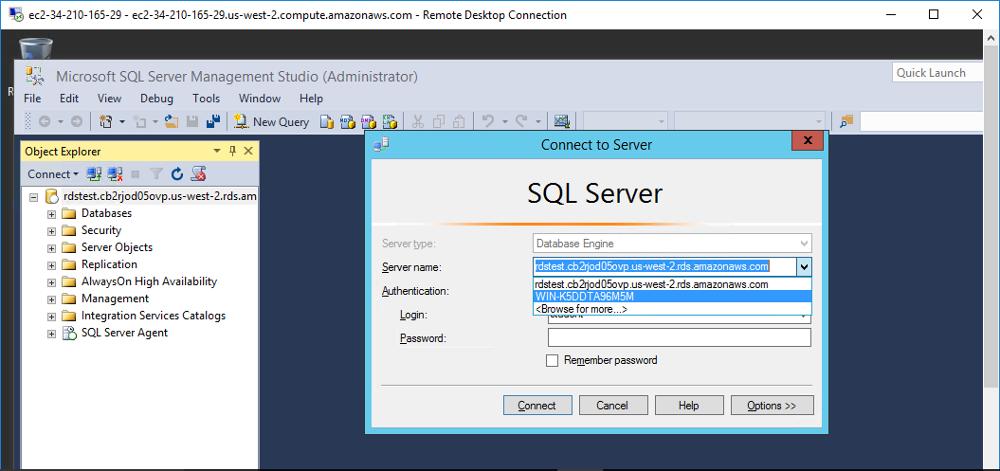 ec2-34-210-165-29 - ec2-34-210-165-29.us-west-2.compute.amazonaws.com - Remote Desktop Connection
R
Microsoft SQL Server Management Studio (Administrator)
Quick Launch
File Edit View Debug Tools Window Help
New Query
Object Explorer
Connect
rdstest.cb2rjod05ovp.us-west-2.rds.am
Databases
Security
Server Objects
Replication
AlwaysOn High Availability
Management
Integration Services Catalogs
SQL Server Agent
Connect to Server
SQL Server
Server type: Database Engine
Server name: rdstest.cb2rjod05ovp.us-west-2.rds.amazonaws.com
rdstest.cb2rjod05ovp.us-west-2.rds.amazonaws.com
Authentication: WIN-K5DDTA96M5M
<Browse for more...>
Login:
Password:
Remember password
Connect Cancel Help Options >>